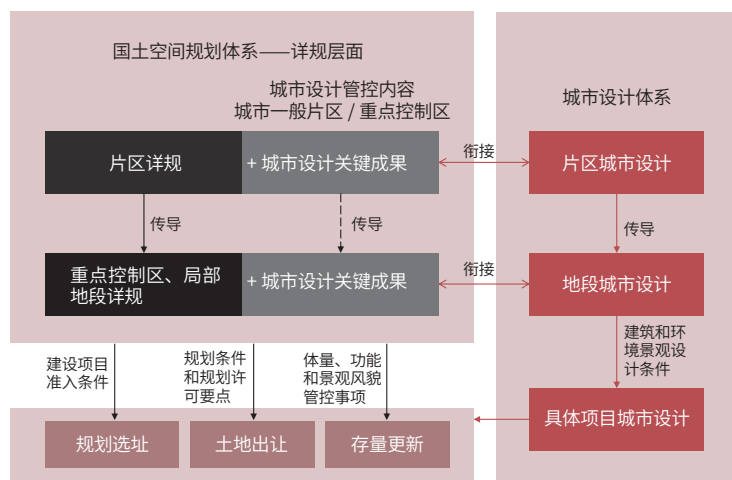 国土空间规划体系——详规层面
城市设计管控内容
城市一般片区 / 重点控制区
片区详规
+ 城市设计关键成果
传导
传导
重点控制区、局部
地段详规
+ 城市设计关键成果
衔接
衔接
城市设计体系
片区城市设计
传导
地段城市设计
建筑和环
境景观设
计条件
具体项目城市设计
建设项目
准入条件
规划条件
和规划许
可要点
体量、功能
和景观风貌
管控事项
规划选址
土地出让
存量更新